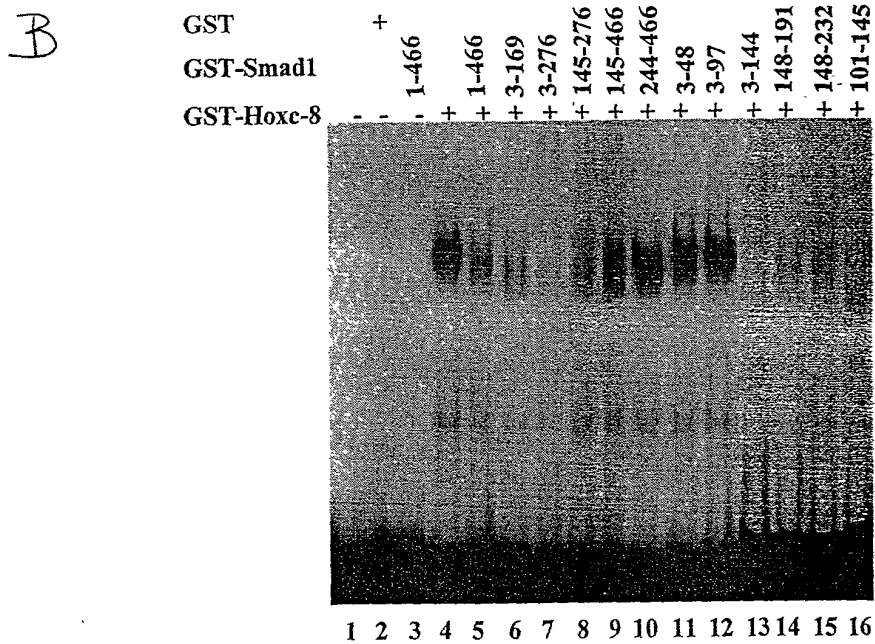 B
GST +
GST-Smad1 1-466 1-466 3-169 3-276 145-276 145-466 244-466 3-48 3-97 3-144 148-191 148-232 101-145
GST-Hoxc-8 - - - + + + + + + + + + + + + +
1 2 3 4 5 6 7 8 9 10 11 12 13 14 15 16